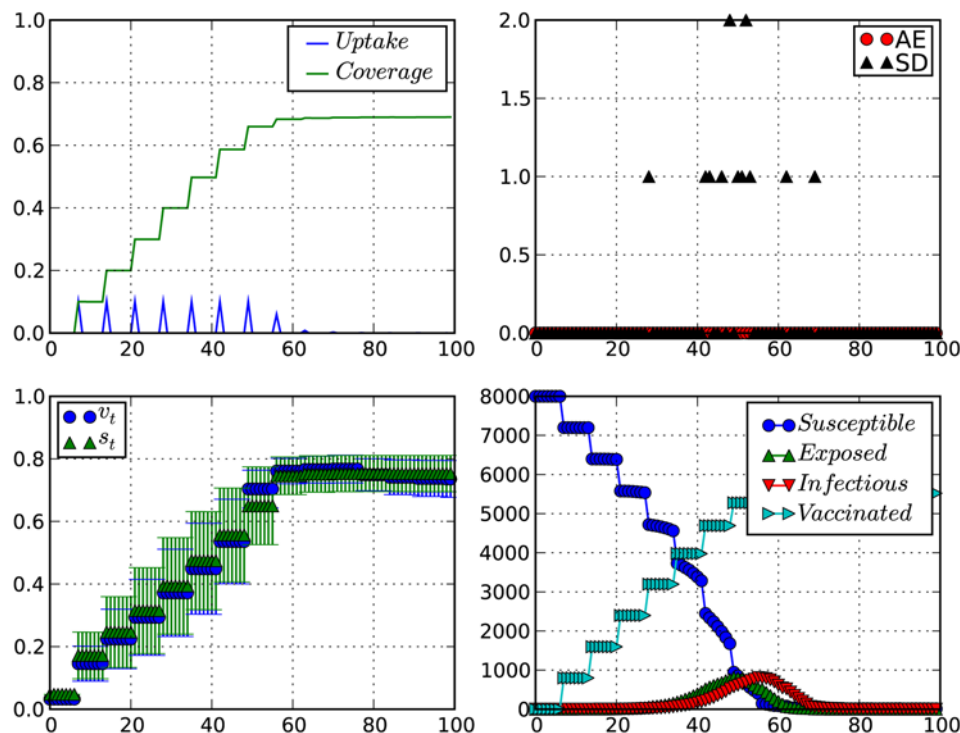 1.0
0.8
0.6
0.4
0.2
0.0
0 20 40 60 80 100
Uptake
Coverage
2.0
1.5
1.0
0.5
0.0
0 20 40 60 80 100
AE
SD
1.0
0.8
0.6
0.4
0.2
0.0
0 20 40 60 80 100
v_t
s_t
8000
7000
6000
5000
4000
3000
2000
1000
0
0 20 40 60 80 100
Susceptible
Exposed
Infectious
Vaccinated